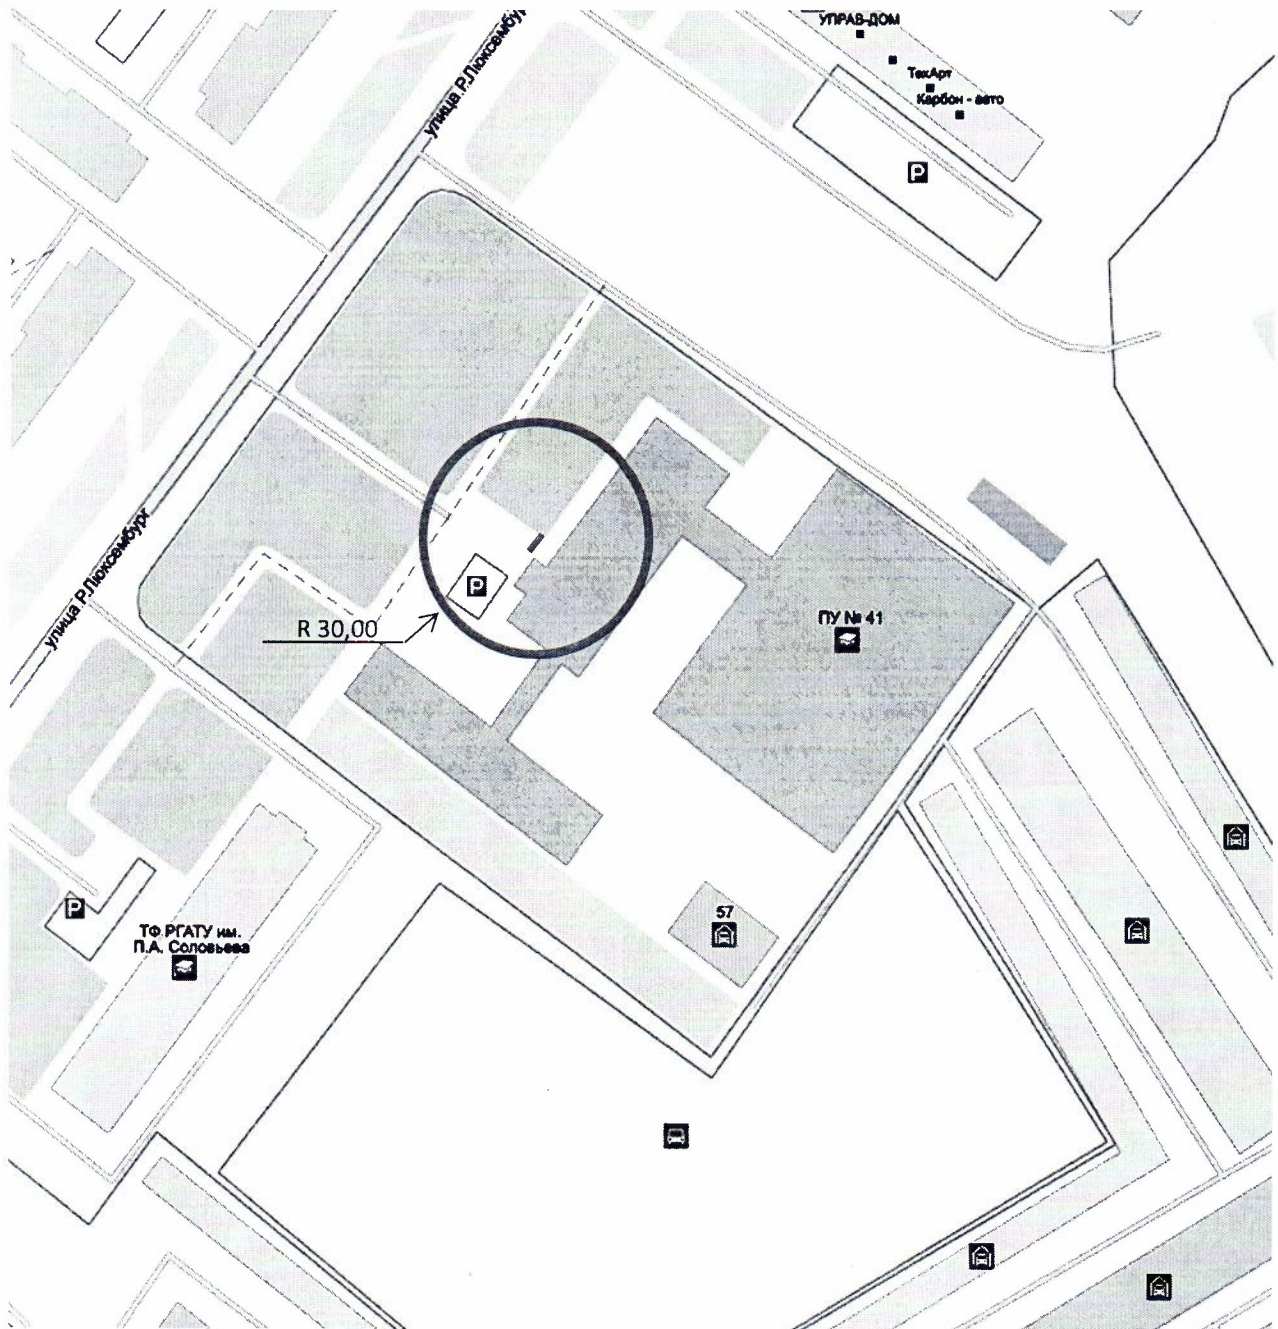 УПРАВ-ДОМ
ТехАрт
Карбон - авто
P
улица Р.Люксембург
ПУ № 41
P
R 30,00
улица Р.Люксембург
57
P
ТФ РГАТУ им.
П.А. Соловьева